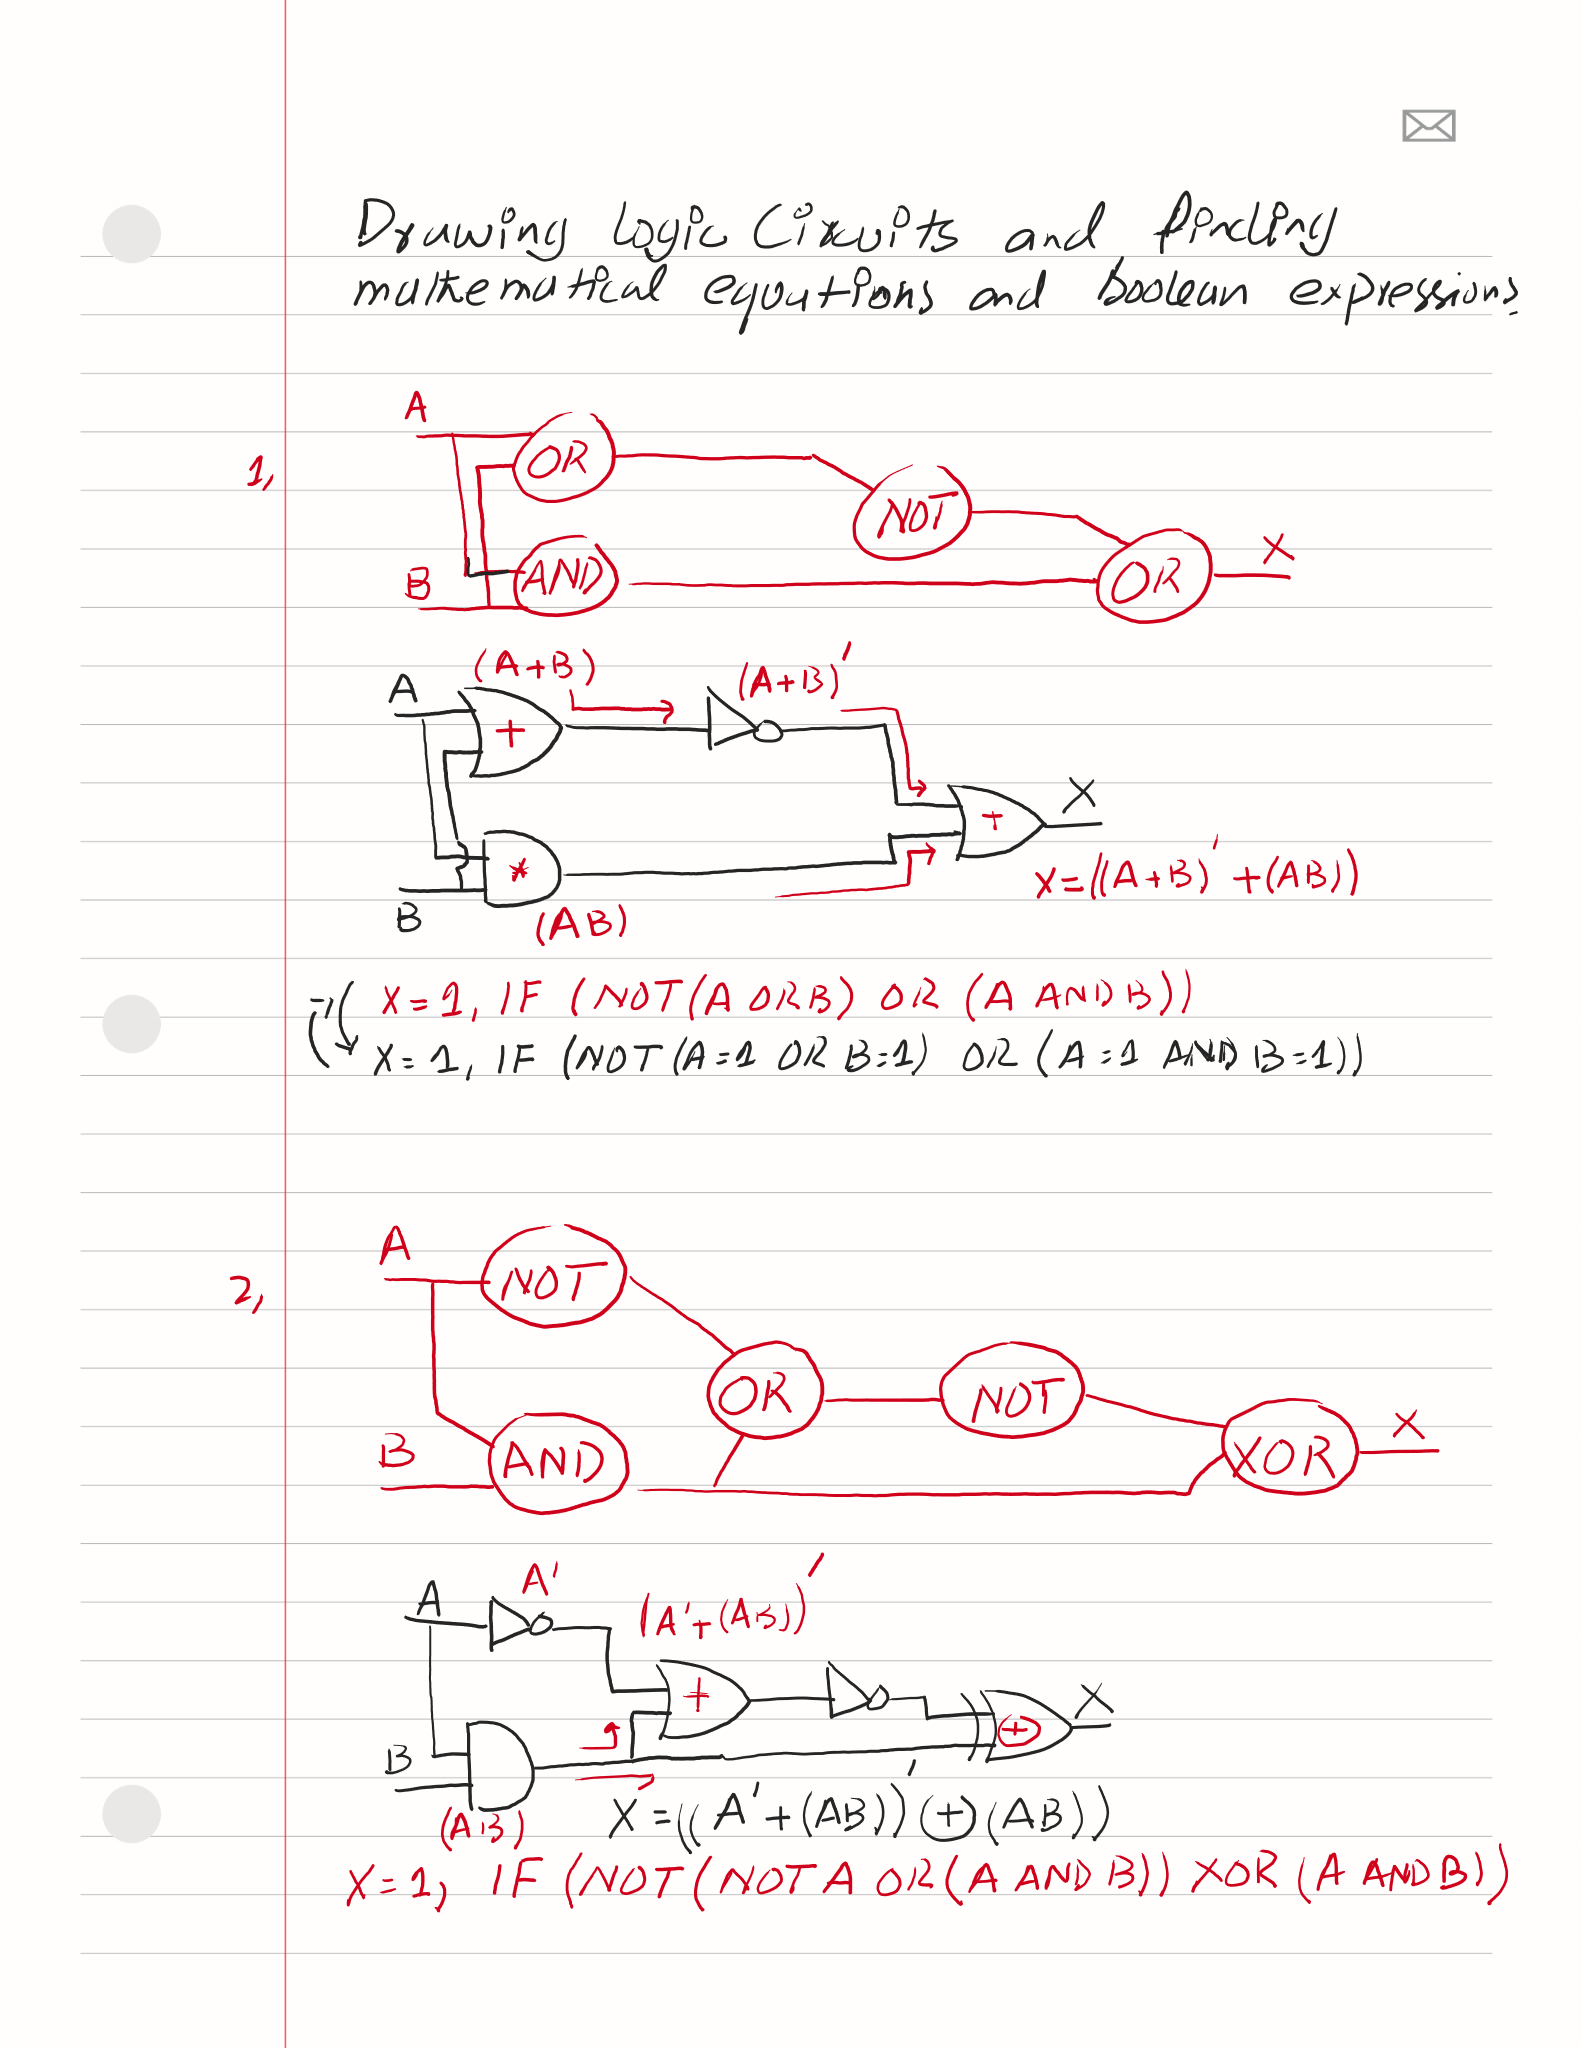 Drawing Logic Circuits and finding
mathematical equations and boolean expressions.
1,
A
OR
NOT
B
AND
OR
X
(A+B)
(A+B)'
A
+
X
+
*
B
(AB)
X=((A+B)' +(AB))
X=1, IF (NOT(A OR B) OR (A AND B))
X=1, IF (NOT(A=1 OR B=1) OR (A=1 AND B=1))
2,
A
NOT
OR
NOT
B
AND
XOR
X
A'
A
(A'+(AB))'
+
X
⊕
B
(AB)
X=((A'+(AB))'⊕(AB))
X=1, IF (NOT(NOT A OR(A AND B)) XOR (A AND B))